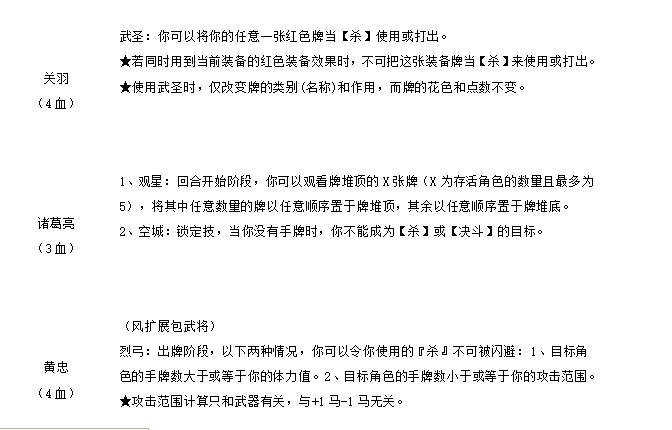 武圣：你可以将你的任意一张红色牌当【杀】使用或打出。
★若同时用到当前装备的红色装备效果时，不可把这张装备牌当【杀】来使用或打出。
关羽
（4血）
★使用武圣时，仅改变牌的类别(名称)和作用，而牌的花色和点数不变。
1、观星：回合开始阶段，你可以观看牌堆顶的X张牌（X为存活角色的数量且最多为
5），将其中任意数量的牌以任意顺序置于牌堆顶，其余以任意顺序置于牌堆底。
诸葛亮
（3血）
2、空城：锁定技，当你没有手牌时，你不能成为【杀】或【决斗】的目标。
（风扩展包武将）
烈弓：出牌阶段，以下两种情况，你可以令你使用的『杀』不可被闪避：1、目标角
黄忠
（4血）
色的手牌数大于或等于你的体力值。2、目标角色的手牌数小于或等于你的攻击范围。
★攻击范围计算只和武器有关，与+1马-1马无关。